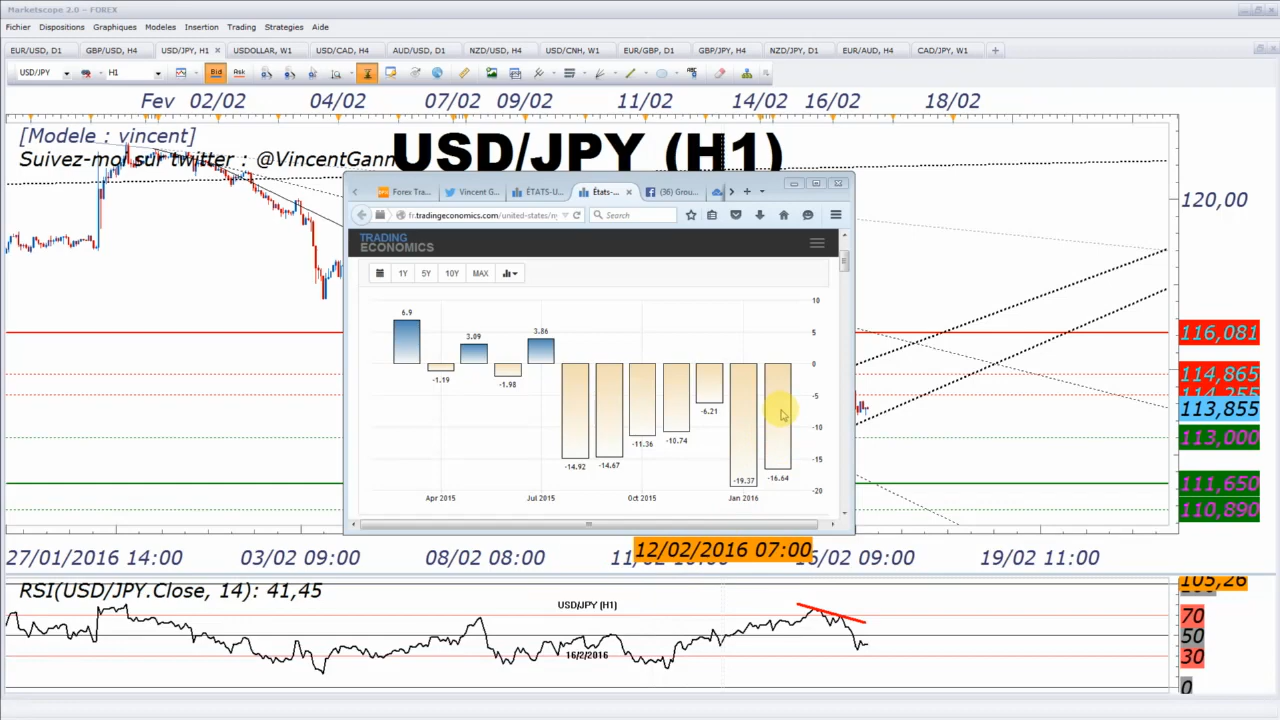 Marketscope 2.0 - FOREX
Fichier Dispositions Graphiques Modeles Insertion Trading Strategies Aide
EUR/USD, D1 GBP/USD, H4 USD/JPY, H1 USDOLLAR, W1 USD/CAD, H4 AUD/USD, D1 NZD/USD, H4 USD/CNH, W1 EUR/GBP, D1 GBP/JPY, H4 NZD/JPY, D1 EUR/AUD, H4 CAD/JPY, W1
USD/JPY H1 Bid Ask
Fev 02/02 04/02 07/02 09/02 11/02 14/02 16/02 18/02
[Modele : vincent]
Suivez-moi sur twitter : @VincentGann
USD/JPY (H1)
Forex Tra... Vincent G... ÉTATS-U... États-... (36) Grou...
fr.tradingeconomics.com/united-states/ny Search
TRADING
ECONOMICS
1Y 5Y 10Y MAX
10
5
0
-5
-10
-15
-20
6.9
-1.19
3.09
-1.98
3.86
-14.92
-14.67
-11.36
-10.74
-6.21
-19.37
-16.64
Apr 2015 Jul 2015 Oct 2015 Jan 2016
120,00
116,081
114,865
114,255
113,855
113,000
111,650
110,890
27/01/2016 14:00 03/02 09:00 08/02 08:00 12/02/2016 07:00 09:00 19/02 11:00
RSI(USD/JPY.Close, 14): 41,45
USD/JPY (H1)
16/2/2016
105,26
70
50
30
0